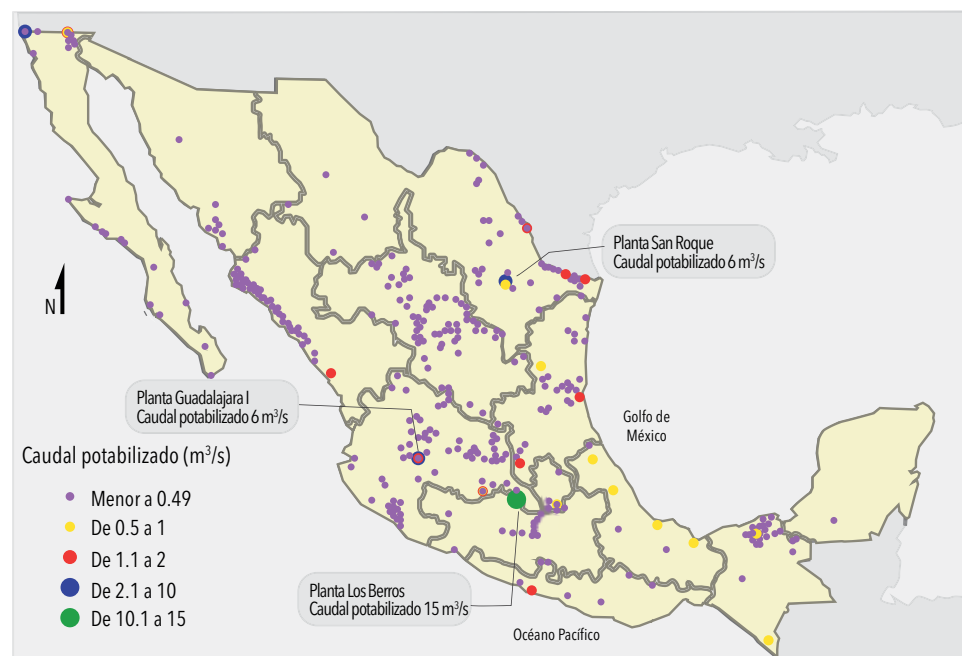 Planta San Roque
Caudal potabilizado 6 m³/s
N
Planta Guadalajara I
Caudal potabilizado 6 m³/s
Golfo de
México
Caudal potabilizado (m³/s)
Menor a 0.49
De 0.5 a 1
De 1.1 a 2
De 2.1 a 10
De 10.1 a 15
Planta Los Berros
Caudal potabilizado 15 m³/s
Océano Pacífico